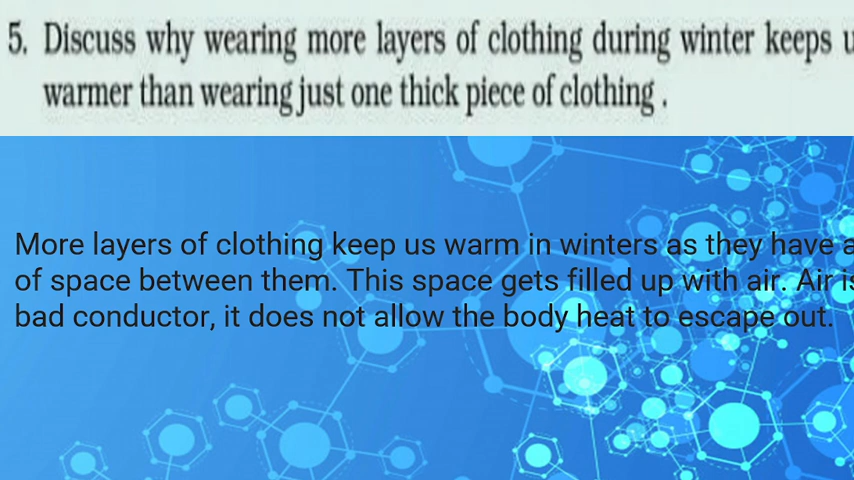 5. Discuss why wearing more layers of clothing during winter keeps
warmer than wearing just one thick piece of clothing .
More layers of clothing keep us warm in winters as they have a
of space between them. This space gets filled up with air. Air is
bad conductor, it does not allow the body heat to escape out.